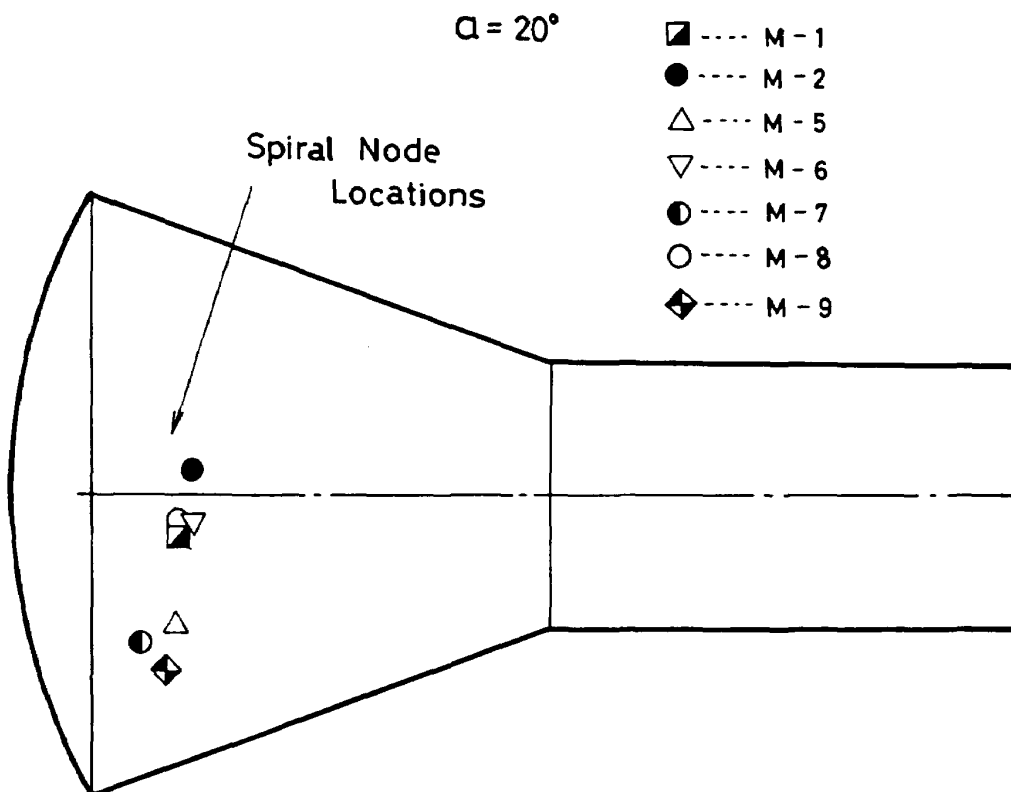 α = 20°
---- M - 1
---- M - 2
---- M - 5
---- M - 6
---- M - 7
---- M - 8
---- M - 9
Spiral Node
Locations